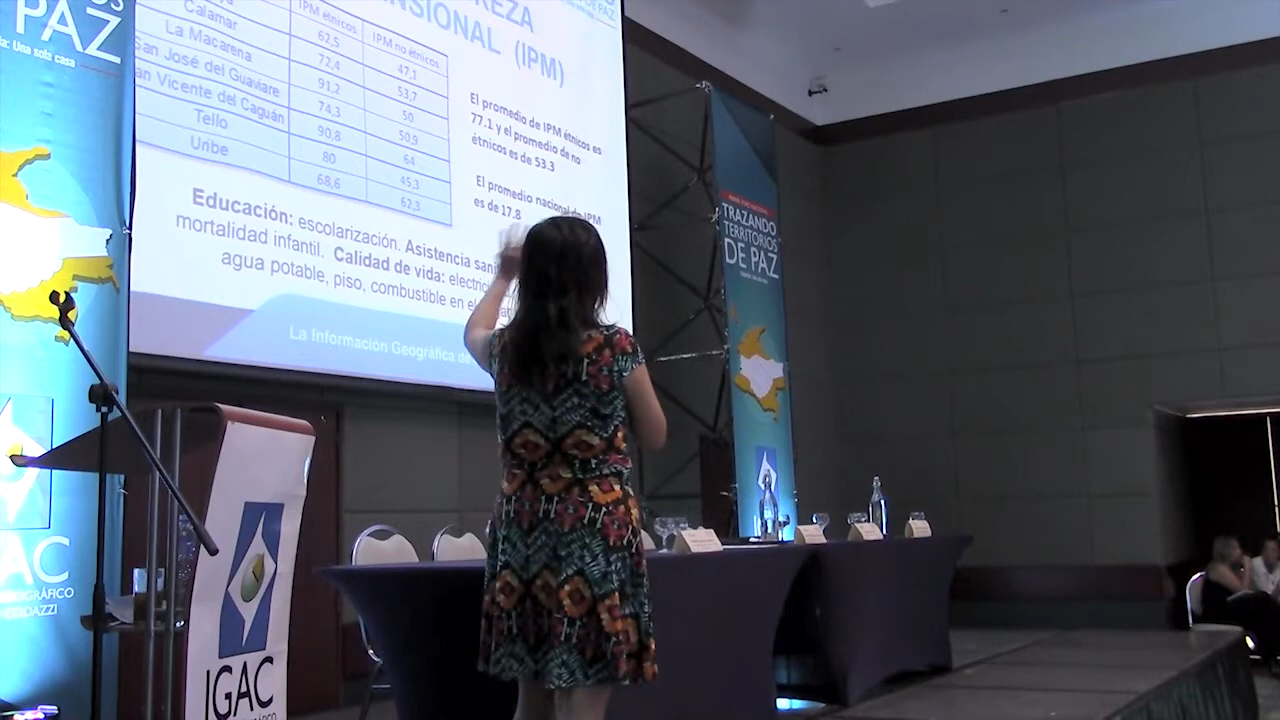 PAZ
Una sola casa
DE PAZ
NSIONAL (IPM)
IPM étnicos
IPM no étnicos
Calamar
62,5
47,1
La Macarena
72,4
53,7
San José del Guaviare
91,2
50
an Vicente del Caguán
74,3
50,9
Tello
90,8
64
Uribe
80
45,3
68,6
62,3
El promedio de IPM étnicos es
77.1 y el promedio de no
étnicos es de 53.3
El promedio nacional de IPM
es de 17.8
Educación: escolarización. Asistencia sani
mortalidad infantil. Calidad de vida: electrici
agua potable, piso, combustible en el
La Información Geográfica de
TRAZANDO
TERRITORIOS
DE PAZ
IGAC